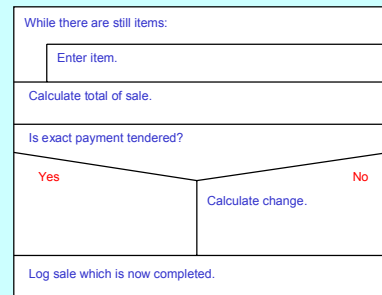 While there are still items:
Enter item.
Calculate total of sale.
Is exact payment tendered?
Yes
No
Calculate change.
Log sale which is now completed.